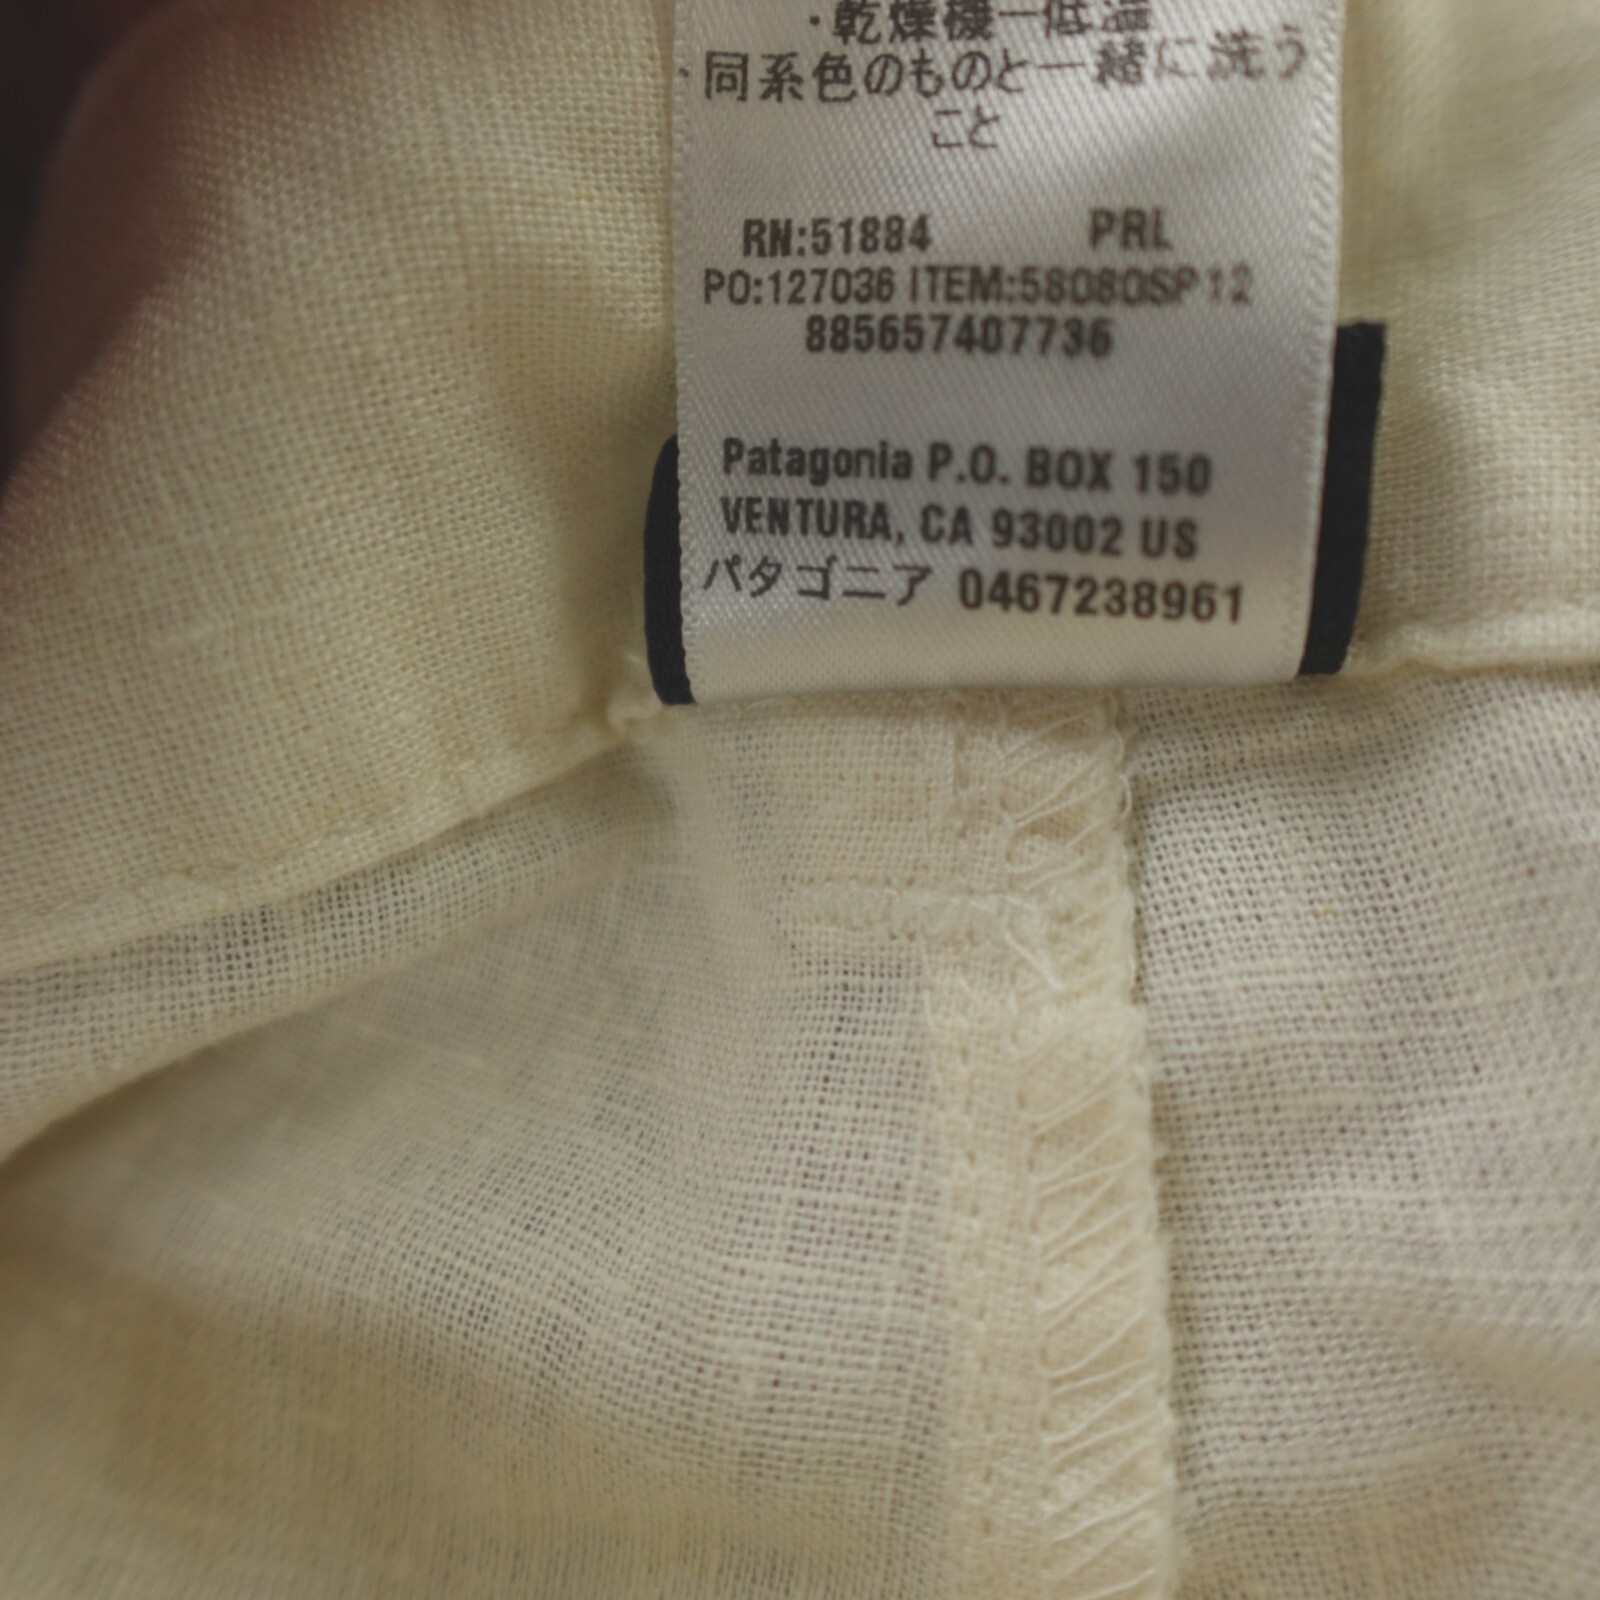 ・乾燥機ー低温
・同系色のものと一緒に洗う
こと
RN:51884 PRL
PO:127036 ITEM:58080SP12
885657407736
Patagonia P.O. BOX 150
VENTURA, CA 93002 US
パタゴニア 0467238961